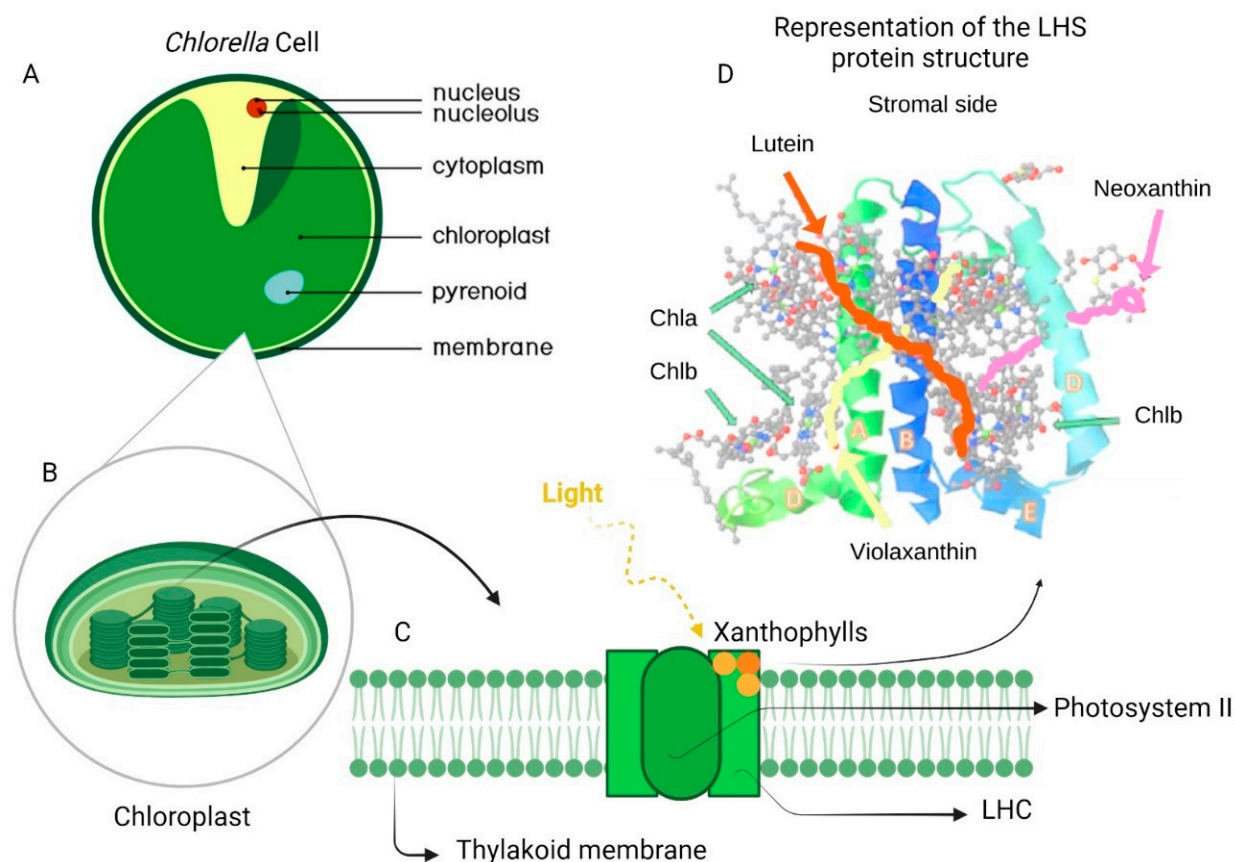 Chlorella Cell
A
nucleus
nucleolus
cytoplasm
chloroplast
pyrenoid
membrane
Representation of the LHS
protein structure
D
Stromal side
Lutein
Neoxanthin
Chla
Chlb
Chlb
D
A
B
D
E
Violaxanthin
B
Chloroplast
Light
C
Xanthophylls
Photosystem II
LHC
Thylakoid membrane